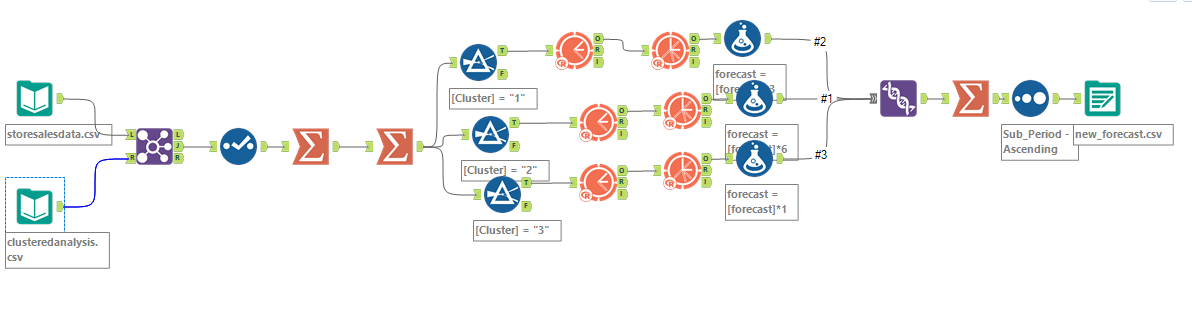 storesalesdata.csv
clusteredanalysis.
csv
L
R
L
J
R
[Cluster] = "1"
T
F
[Cluster] = "2"
T
F
[Cluster] = "3"
T
F
R
O
R
I
R
O
R
I
R
O
R
I
R
O
R
I
R
O
R
I
R
O
R
I
forecast =
3
forecast =
]*6
forecast =
[forecast]*1
#2
#1
#3
Sub_Period -
Ascending
new_forecast.csv